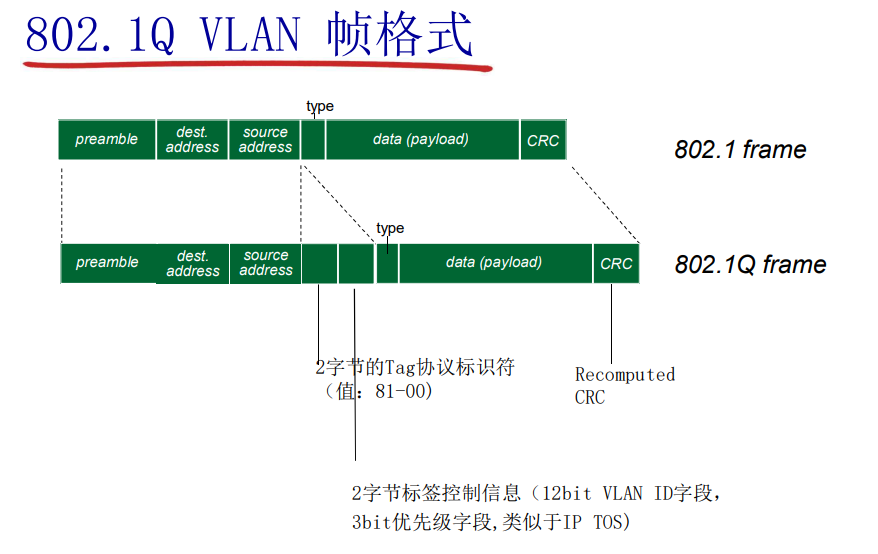 802.1Q VLAN 帧格式
type
preamble
dest.
address
source
address
data (payload)
CRC
802.1 frame
type
preamble
dest.
address
source
address
data (payload)
CRC
802.1Q frame
2字节的Tag协议标识符
（值：81-00)
Recomputed
CRC
2字节标签控制信息（12bit VLAN ID字段，
3bit优先级字段,类似于IP TOS)